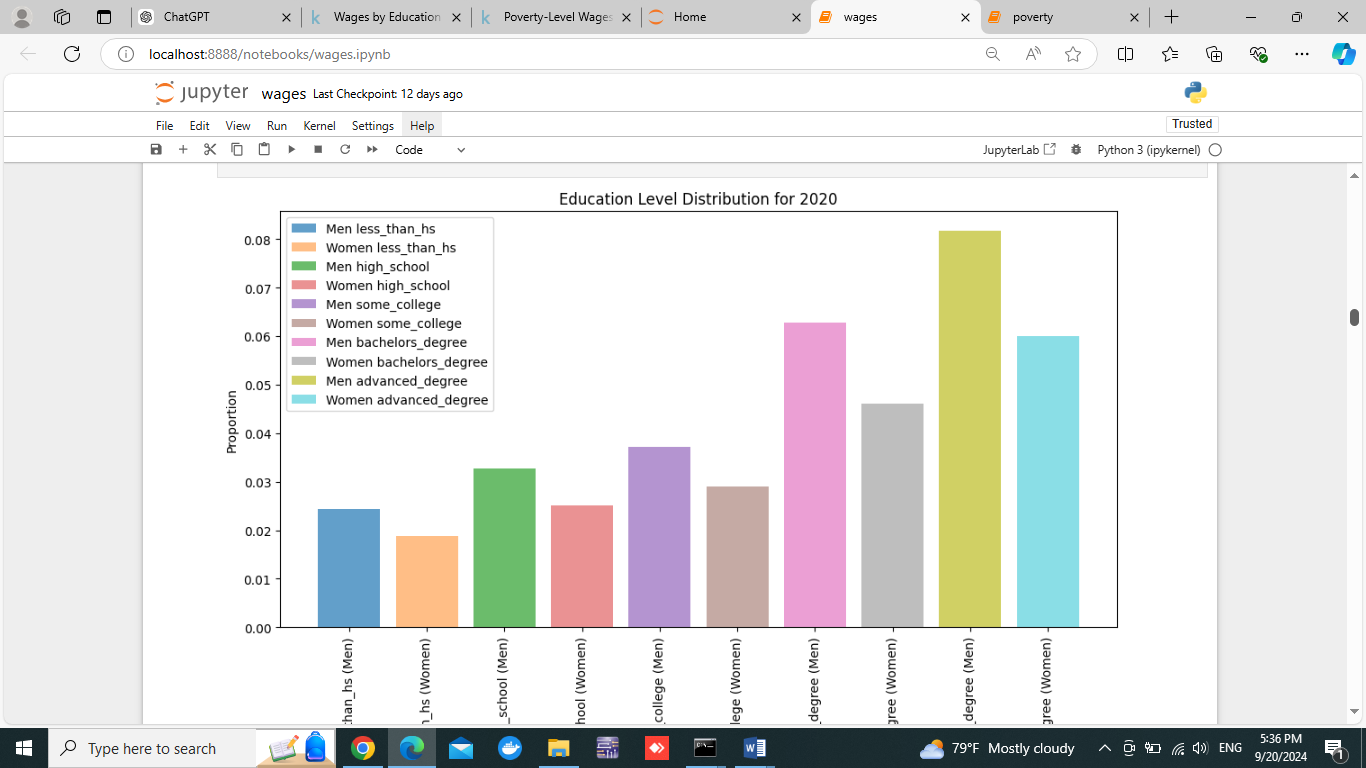 ChatGPT
Wages by Education
Poverty-Level Wages
Home
wages
poverty
localhost:8888/notebooks/wages.ipynb
jupyter wages Last Checkpoint: 12 days ago
File Edit View Run Kernel Settings Help
Trusted
Code
JupyterLab
Python 3 (ipykernel)
Education Level Distribution for 2020
Men less_than_hs
Women less_than_hs
Men high_school
Women high_school
Men some_college
Women some_college
Men bachelors_degree
Women bachelors_degree
Men advanced_degree
Women advanced_degree
Proportion
0.08
0.07
0.06
0.05
0.04
0.03
0.02
0.01
0.00
than_hs (Men)
n_hs (Women)
_school (Men)
hool (Women)
college (Men)
lege (Women)
degree (Men)
gree (Women)
degree (Men)
gree (Women)
Type here to search
79°F Mostly cloudy
ENG
5:36 PM
9/20/2024
1